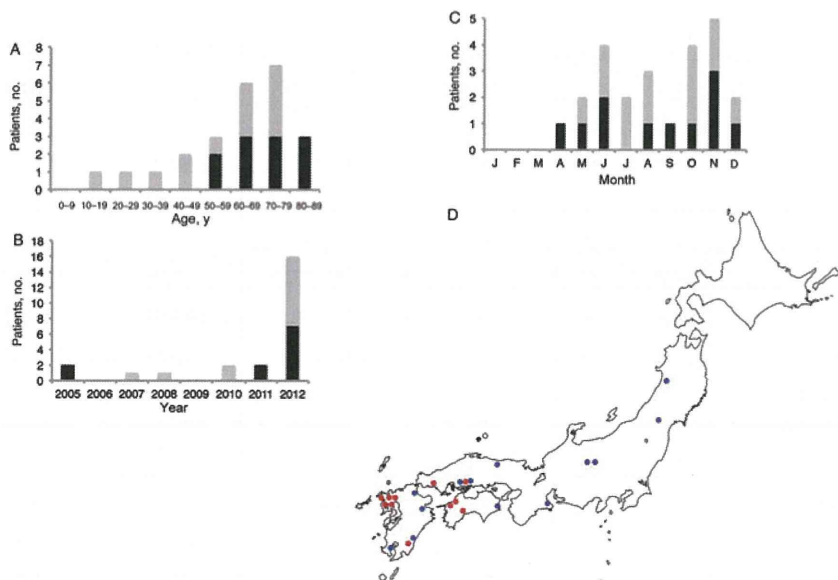 A
Patients, no.
8
7
6
5
4
3
2
1
0
0–9 10–19 20–29 30–39 40–49 50–59 60–69 70–79 80–89
Age, y
B
Patients, no.
18
16
14
12
10
8
6
4
2
0
2005 2006 2007 2008 2009 2010 2011 2012
Year
C
Patients, no.
5
4
3
2
1
0
J F M A M J J A S O N D
Month
D